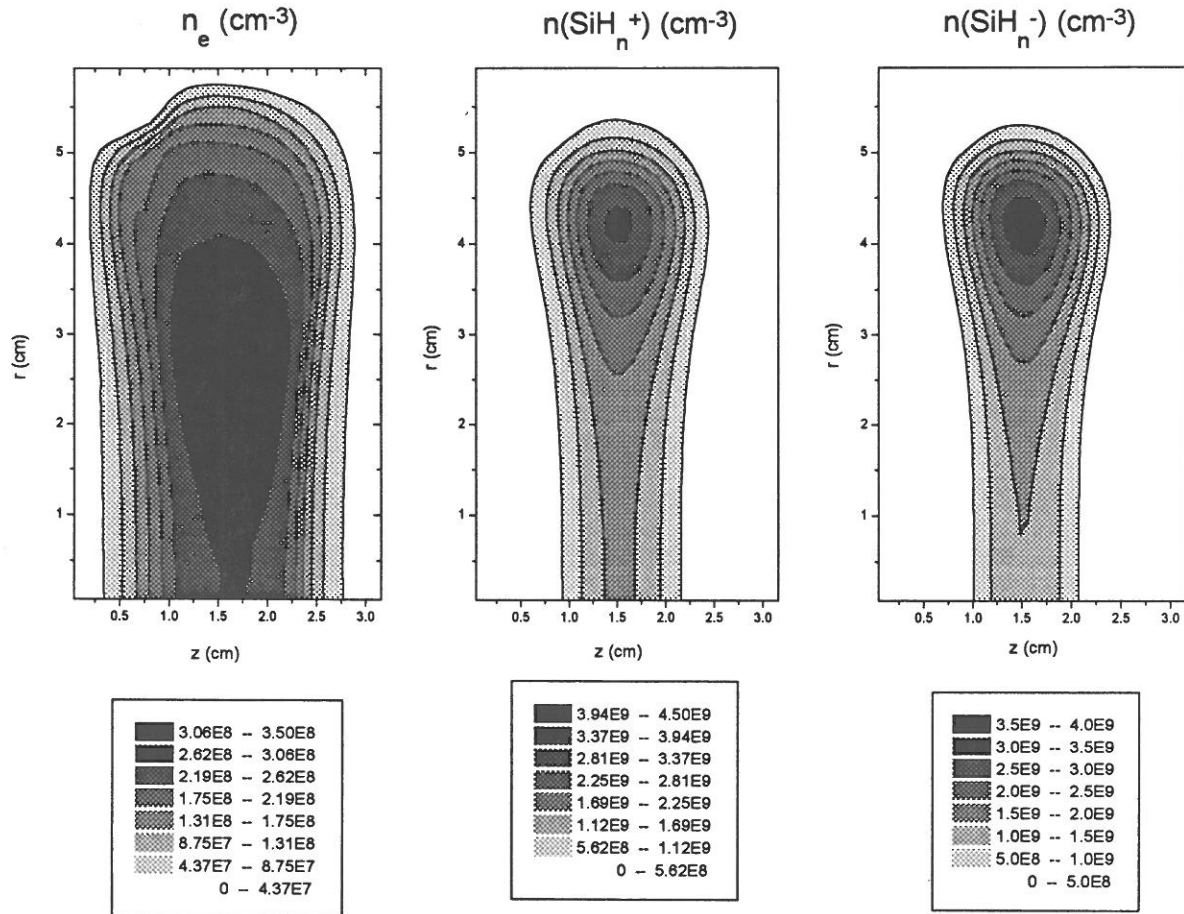 n_e (cm⁻³)
5
4
3
2
1
r (cm)
0.5 1.0 1.5 2.0 2.5 3.0
z (cm)
3.06E8 -- 3.50E8
2.62E8 -- 3.06E8
2.19E8 -- 2.62E8
1.75E8 -- 2.19E8
1.31E8 -- 1.75E8
8.75E7 -- 1.31E8
4.37E7 -- 8.75E7
0 -- 4.37E7
n(SiH_n⁺) (cm⁻³)
5
4
3
2
1
r (cm)
0.5 1.0 1.5 2.0 2.5 3.0
z (cm)
3.94E9 -- 4.50E9
3.37E9 -- 3.94E9
2.81E9 -- 3.37E9
2.25E9 -- 2.81E9
1.69E9 -- 2.25E9
1.12E9 -- 1.69E9
5.62E8 -- 1.12E9
0 -- 5.62E8
n(SiH_n⁻) (cm⁻³)
5
4
3
2
1
r (cm)
0.5 1.0 1.5 2.0 2.5 3.0
z (cm)
3.5E9 -- 4.0E9
3.0E9 -- 3.5E9
2.5E9 -- 3.0E9
2.0E9 -- 2.5E9
1.5E9 -- 2.0E9
1.0E9 -- 1.5E9
5.0E8 -- 1.0E9
0 -- 5.0E8